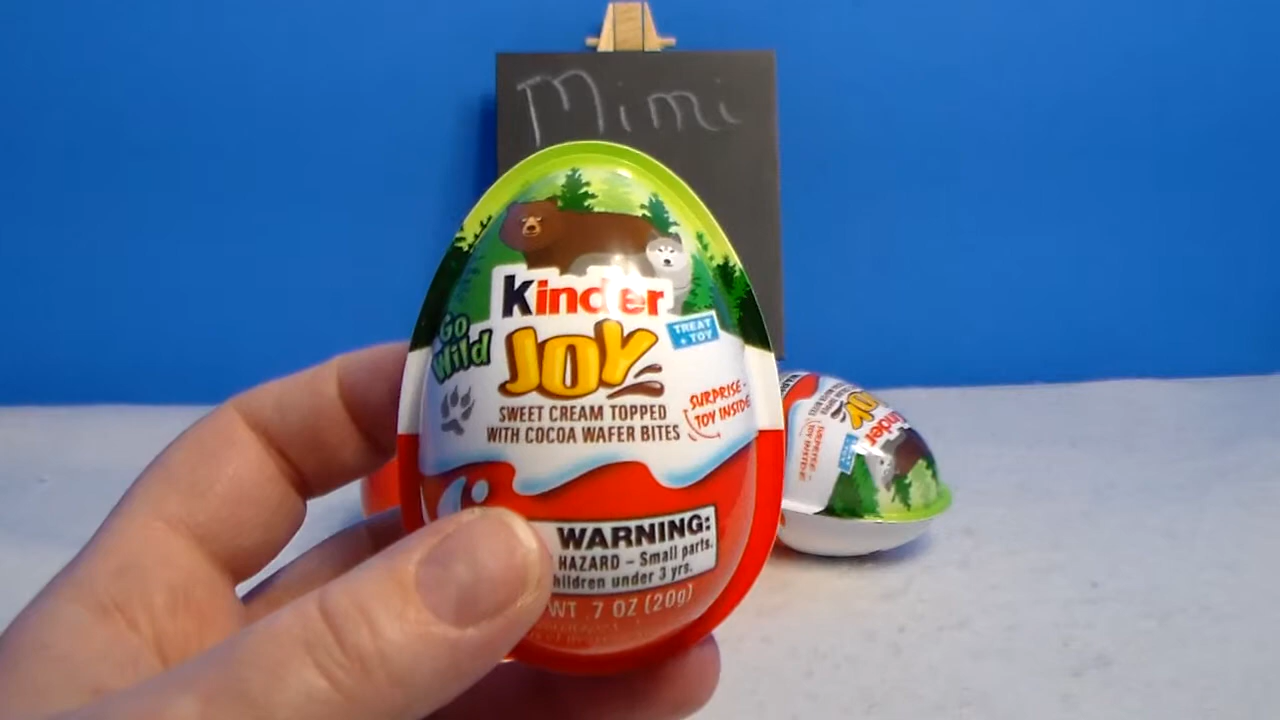 Mimi
Kinder
JOY
Go
Wild
TREAT
+ TOY
SWEET CREAM TOPPED
WITH COCOA WAFER BITES
SURPRISE -
TOY INSIDE
WARNING:
HAZARD – Small parts.
hildren under 3 yrs.
WT .7 OZ (20g)
Kinder
JOY